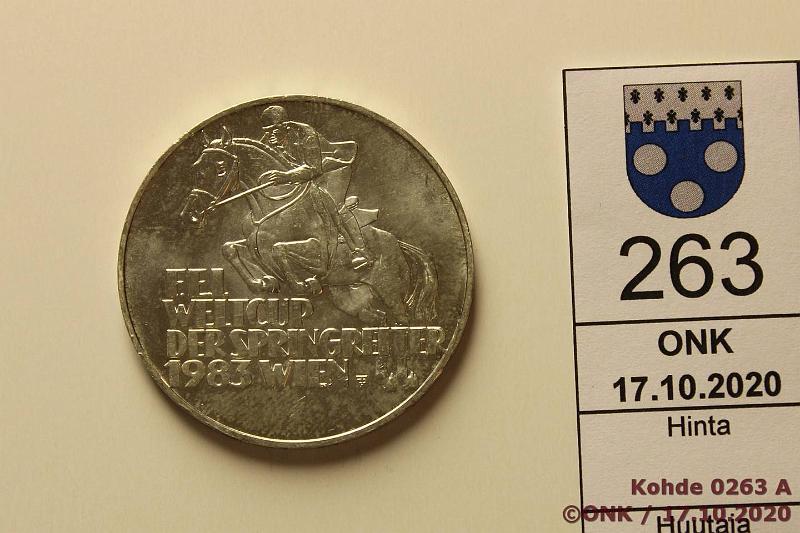 F.E.I.
WELTCUP
DER SPRINGREITER
1983 WIEN
263
ONK
17.10.2020
Hinta
Kohde 0263 A
©ONK / 17.10.2020
Huutaja